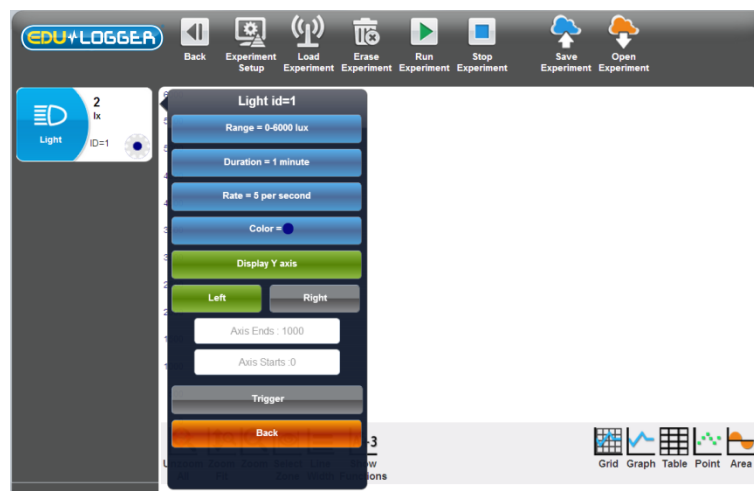 EDU+LOGGER
Back
Experiment
Setup
Load
Experiment
Erase
Experiment
Run
Experiment
Stop
Experiment
Save
Experiment
Open
Experiment
2
lx
Light
ID=1
Light id=1
Range = 0-6000 lux
Duration = 1 minute
Rate = 5 per second
Color =
Display Y axis
Left
Right
Axis Ends : 1000
Axis Starts :0
Trigger
Back
Grid
Graph
Table
Point
Area